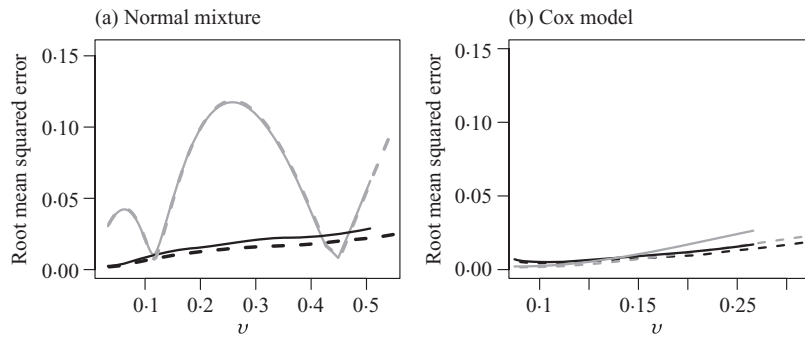 (a) Normal mixture
(b) Cox model
Root mean squared error
0·15
0·10
0·05
0·00
0·1 0·2 0·3 0·4 0·5
υ
Root mean squared error
0·15
0·10
0·05
0·00
0·1 0·15 0·25
υ